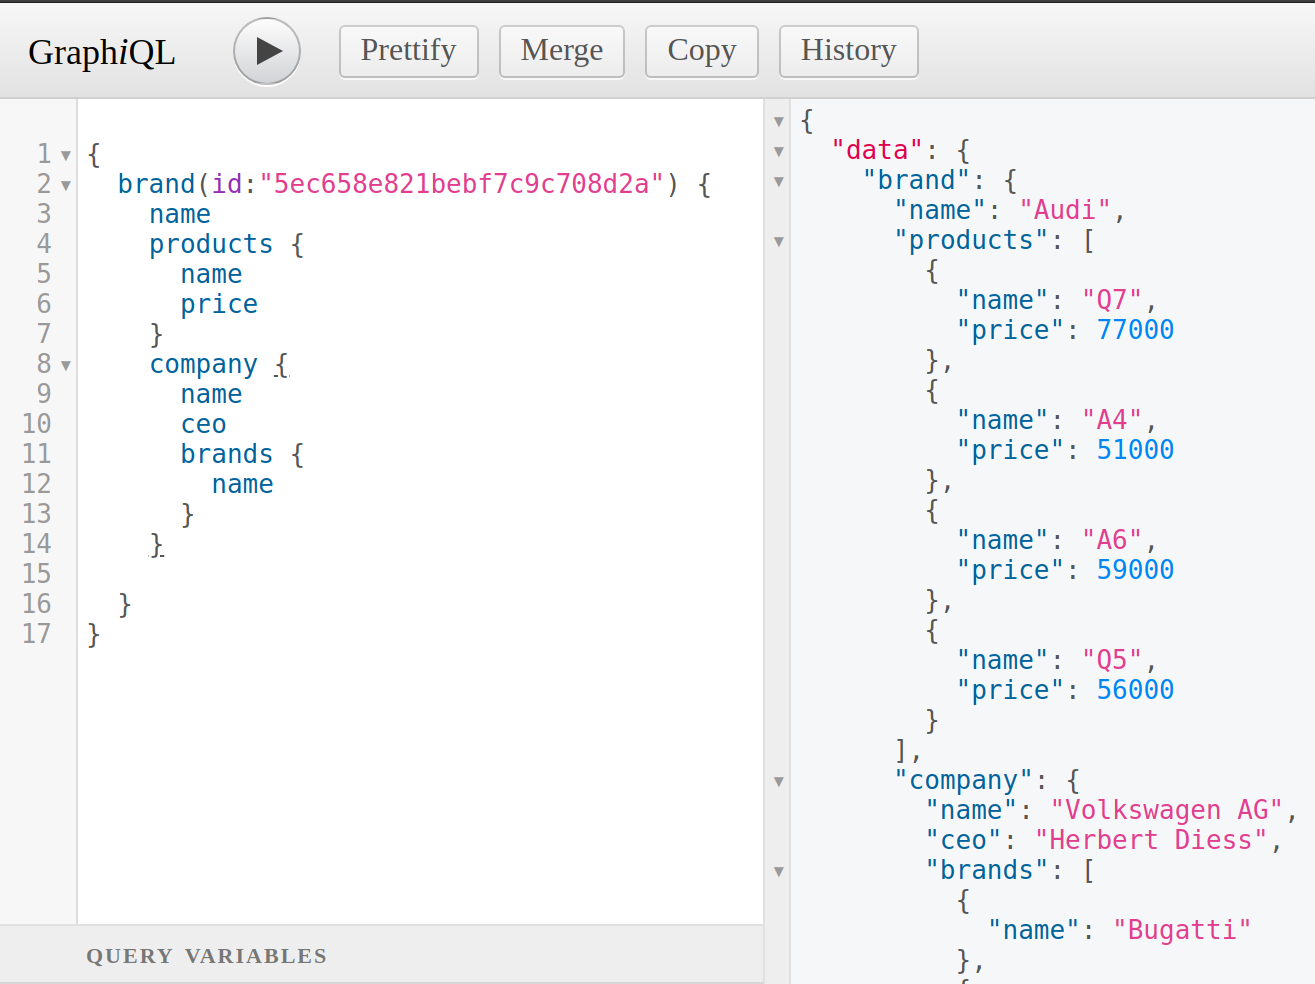 GraphiQL
Prettify Merge Copy History
1 {
2   brand(id:"5ec658e821bebf7c9c708d2a") {
3     name
4     products {
5       name
6       price
7     }
8     company {
9       name
10       ceo
11       brands {
12         name
13       }
14     }
15
16   }
17 }
QUERY VARIABLES
{
  "data": {
    "brand": {
      "name": "Audi",
      "products": [
        {
          "name": "Q7",
          "price": 77000
        },
        {
          "name": "A4",
          "price": 51000
        },
        {
          "name": "A6",
          "price": 59000
        },
        {
          "name": "Q5",
          "price": 56000
        }
      ],
      "company": {
        "name": "Volkswagen AG",
        "ceo": "Herbert Diess",
        "brands": [
          {
            "name": "Bugatti"
          },
          {